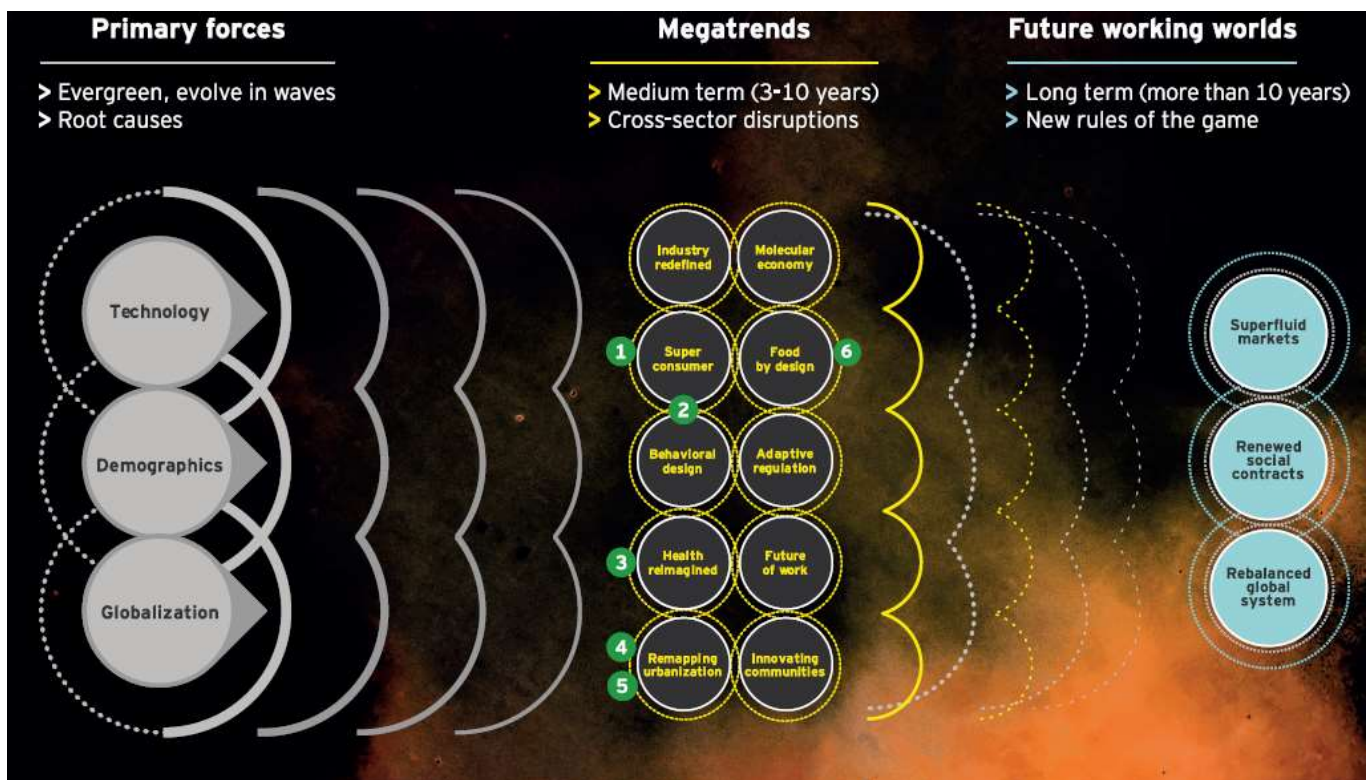 Primary forces
> Evergreen, evolve in waves
> Root causes
Technology
Demographics
Globalization
Megatrends
> Medium term (3-10 years)
> Cross-sector disruptions
Industry
redefined
Molecular
economy
1
Super
consumer
Food
by design
6
2
Behavioral
design
Adaptive
regulation
3
Health
reimagined
Future
of work
4
5
Remapping
urbanization
Innovating
communities
Future working worlds
> Long term (more than 10 years)
> New rules of the game
Superfluid
markets
Renewed
social
contracts
Rebalanced
global
system